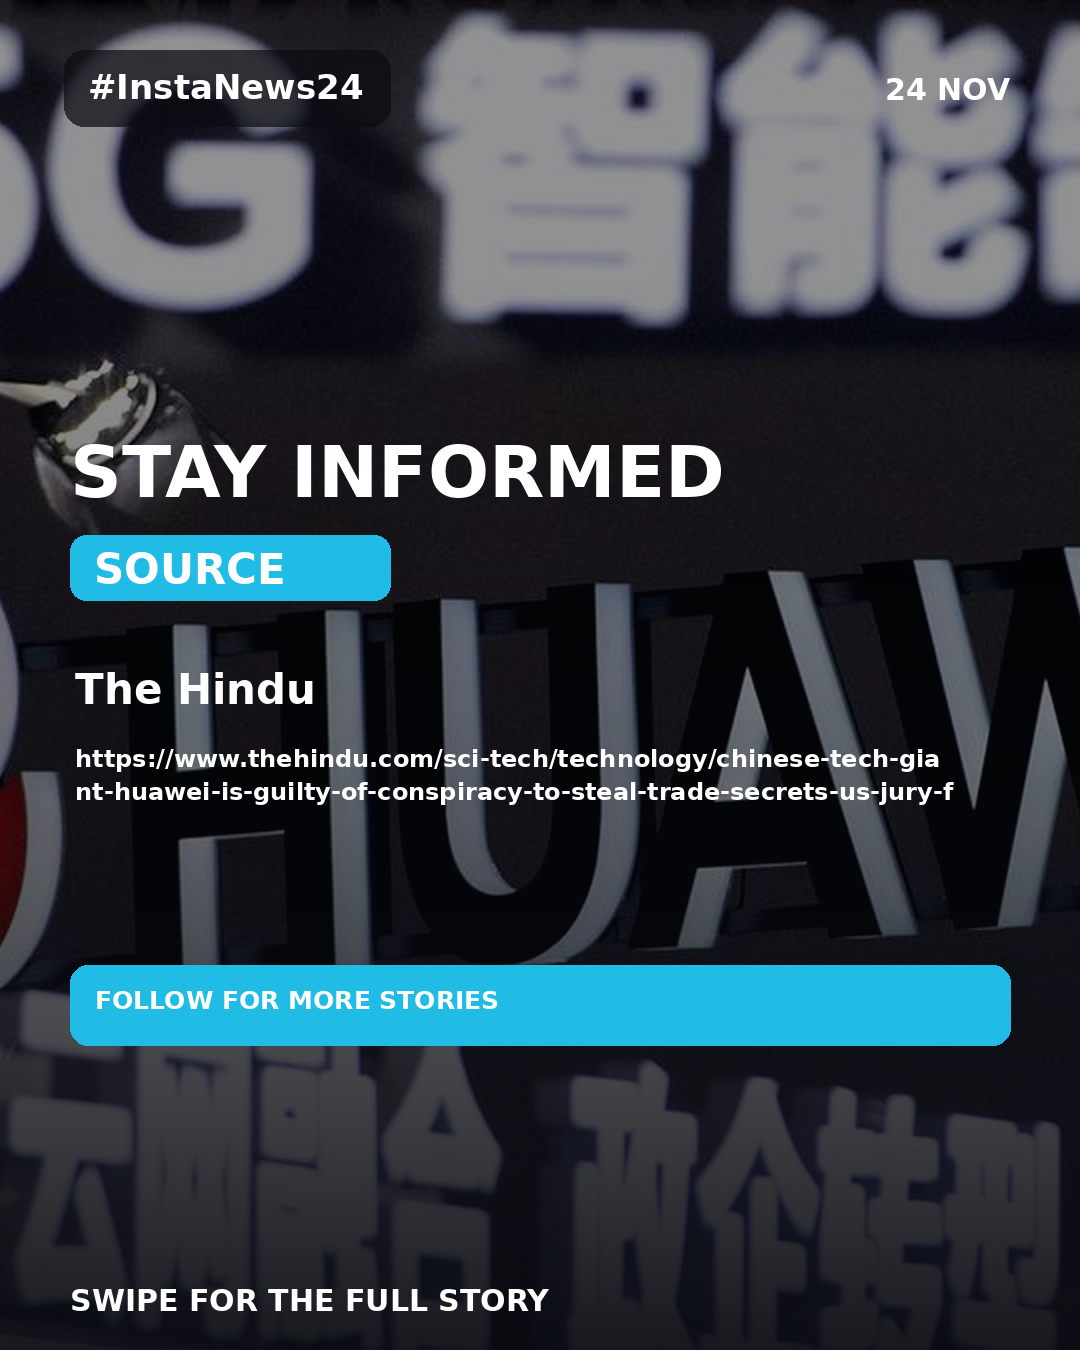 #InstaNews24
24 NOV
5G 智能
STAY INFORMED
SOURCE
HUAW
The Hindu
https://www.thehindu.com/sci-tech/technology/chinese-tech-gia
nt-huawei-is-guilty-of-conspiracy-to-steal-trade-secrets-us-jury-f
FOLLOW FOR MORE STORIES
云网融合 政企转型
SWIPE FOR THE FULL STORY